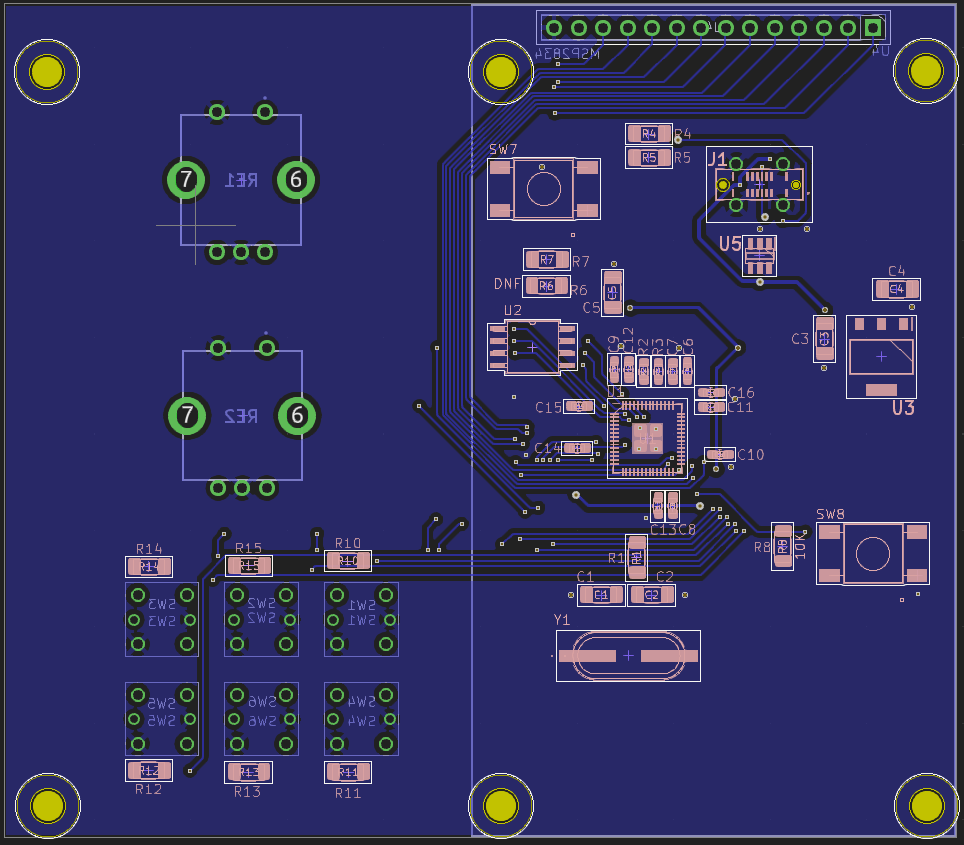 U4
MSP2834
R4 R4
R5 R5
SW7
J1
7 RE1 6
U5
R7 R7
DNF R6 R6
C5 C5
C4
C4
U2
C3 C3
C9 C12 R2 R3 C7 C6
U3
C16
U1
C15 C11
7 RE2 6
C14
C10
C13 C8
SW8
R14 R15 R10
R14 R15 R10
R1 R1
R8 R8 10K
C1 C2
C1 C2
SW3 SW2 SW1
SW3 SW2 SW1
Y1
SW5 SW6 SW4
SW5 SW6 SW4
R12 R13 R11
R12 R13 R11